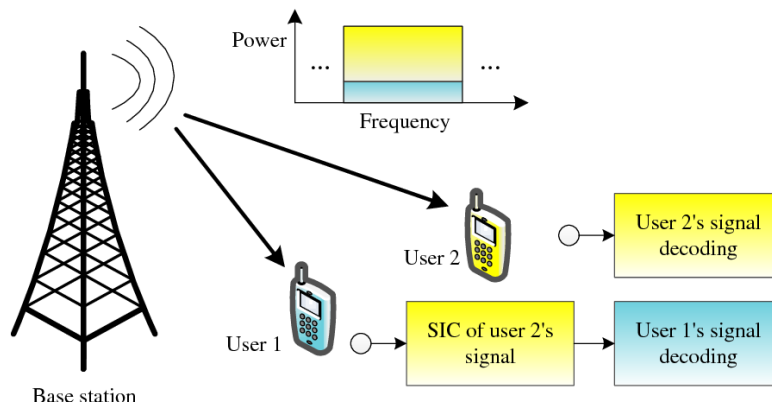 Power
...
...
Frequency
User 2
User 2's signal
decoding
User 1
SIC of user 2's
signal
User 1's signal
decoding
Base station